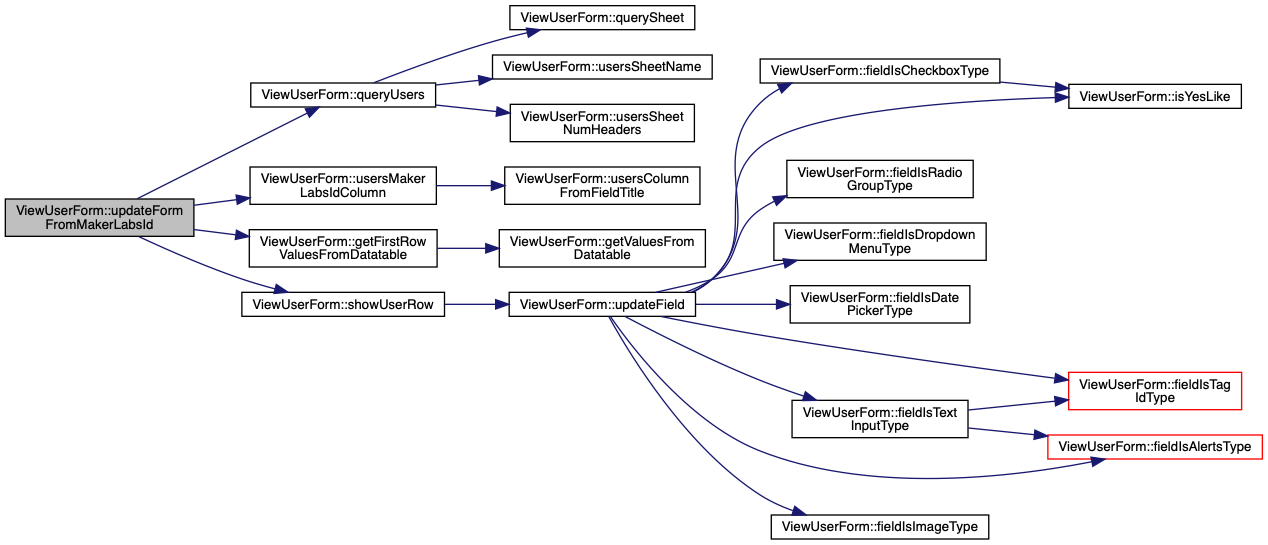 ViewUserForm::updateForm
FromMakerLabsId
ViewUserForm::queryUsers
ViewUserForm::usersMaker
LabsIdColumn
ViewUserForm::getFirstRow
ValuesFromDatatable
ViewUserForm::showUserRow
ViewUserForm::querySheet
ViewUserForm::usersSheetName
ViewUserForm::usersSheet
NumHeaders
ViewUserForm::usersColumn
FromFieldTitle
ViewUserForm::getValuesFrom
Datatable
ViewUserForm::updateField
ViewUserForm::fieldIsCheckboxType
ViewUserForm::fieldIsRadio
GroupType
ViewUserForm::fieldIsDropdown
MenuType
ViewUserForm::fieldIsDate
PickerType
ViewUserForm::fieldIsText
InputType
ViewUserForm::fieldIsImageType
ViewUserForm::isYesLike
ViewUserForm::fieldIsTag
IdType
ViewUserForm::fieldIsAlertsType